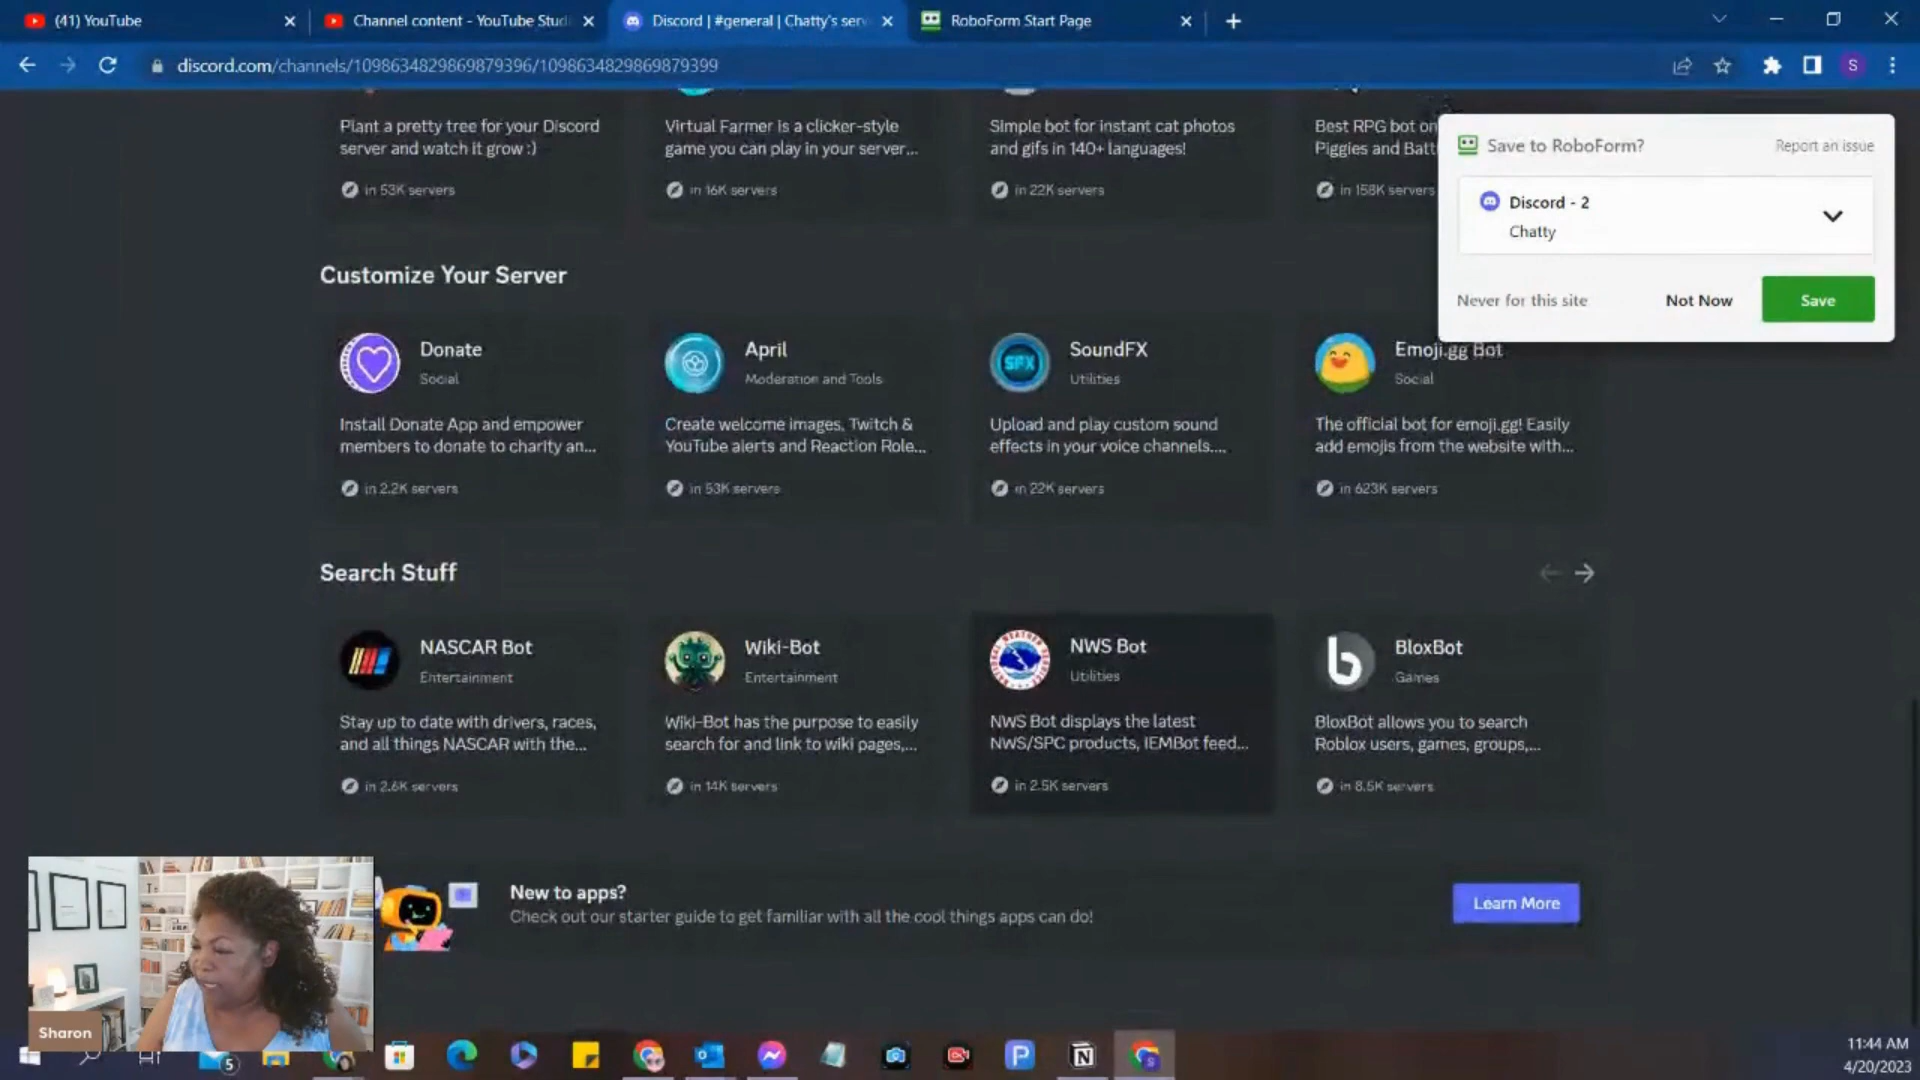 (41) YouTube
Channel content - YouTube Stud
Discord | #general | Chatty's serv
RoboForm Start Page
discord.com/channels/1098634829869879396/1098634829869879399
S
Plant a pretty tree for your Discord
server and watch it grow :)
in 53K servers
Virtual Farmer is a clicker-style
game you can play in your server...
in 16K servers
Simple bot for instant cat photos
and gifs in 140+ languages!
in 22K servers
Best RPG bot on
Piggies and Batt
in 158K servers
Save to RoboForm?
Report an issue
Discord - 2
Chatty
Never for this site
Not Now
Save
Customize Your Server
Donate
Social
Install Donate App and empower
members to donate to charity an...
in 2.2K servers
April
Moderation and Tools
Create welcome images, Twitch &
YouTube alerts and Reaction Role...
in 53K servers
SFX
SoundFX
Utilities
Upload and play custom sound
effects in your voice channels....
in 22K servers
Emoji.gg Bot
Social
The official bot for emoji.gg! Easily
add emojis from the website with...
in 623K servers
Search Stuff
NASCAR Bot
Entertainment
Stay up to date with drivers, races,
and all things NASCAR with the...
in 2.6K servers
Wiki-Bot
Entertainment
Wiki-Bot has the purpose to easily
search for and link to wiki pages,...
in 14K servers
NWS Bot
Utilities
NWS Bot displays the latest
NWS/SPC products, IEMBot feed...
in 2.5K servers
b
BloxBot
Games
BloxBot allows you to search
Roblox users, games, groups,...
in 8.5K servers
New to apps?
Check out our starter guide to get familiar with all the cool things apps can do!
Learn More
Sharon
5
11:44 AM
4/20/2023